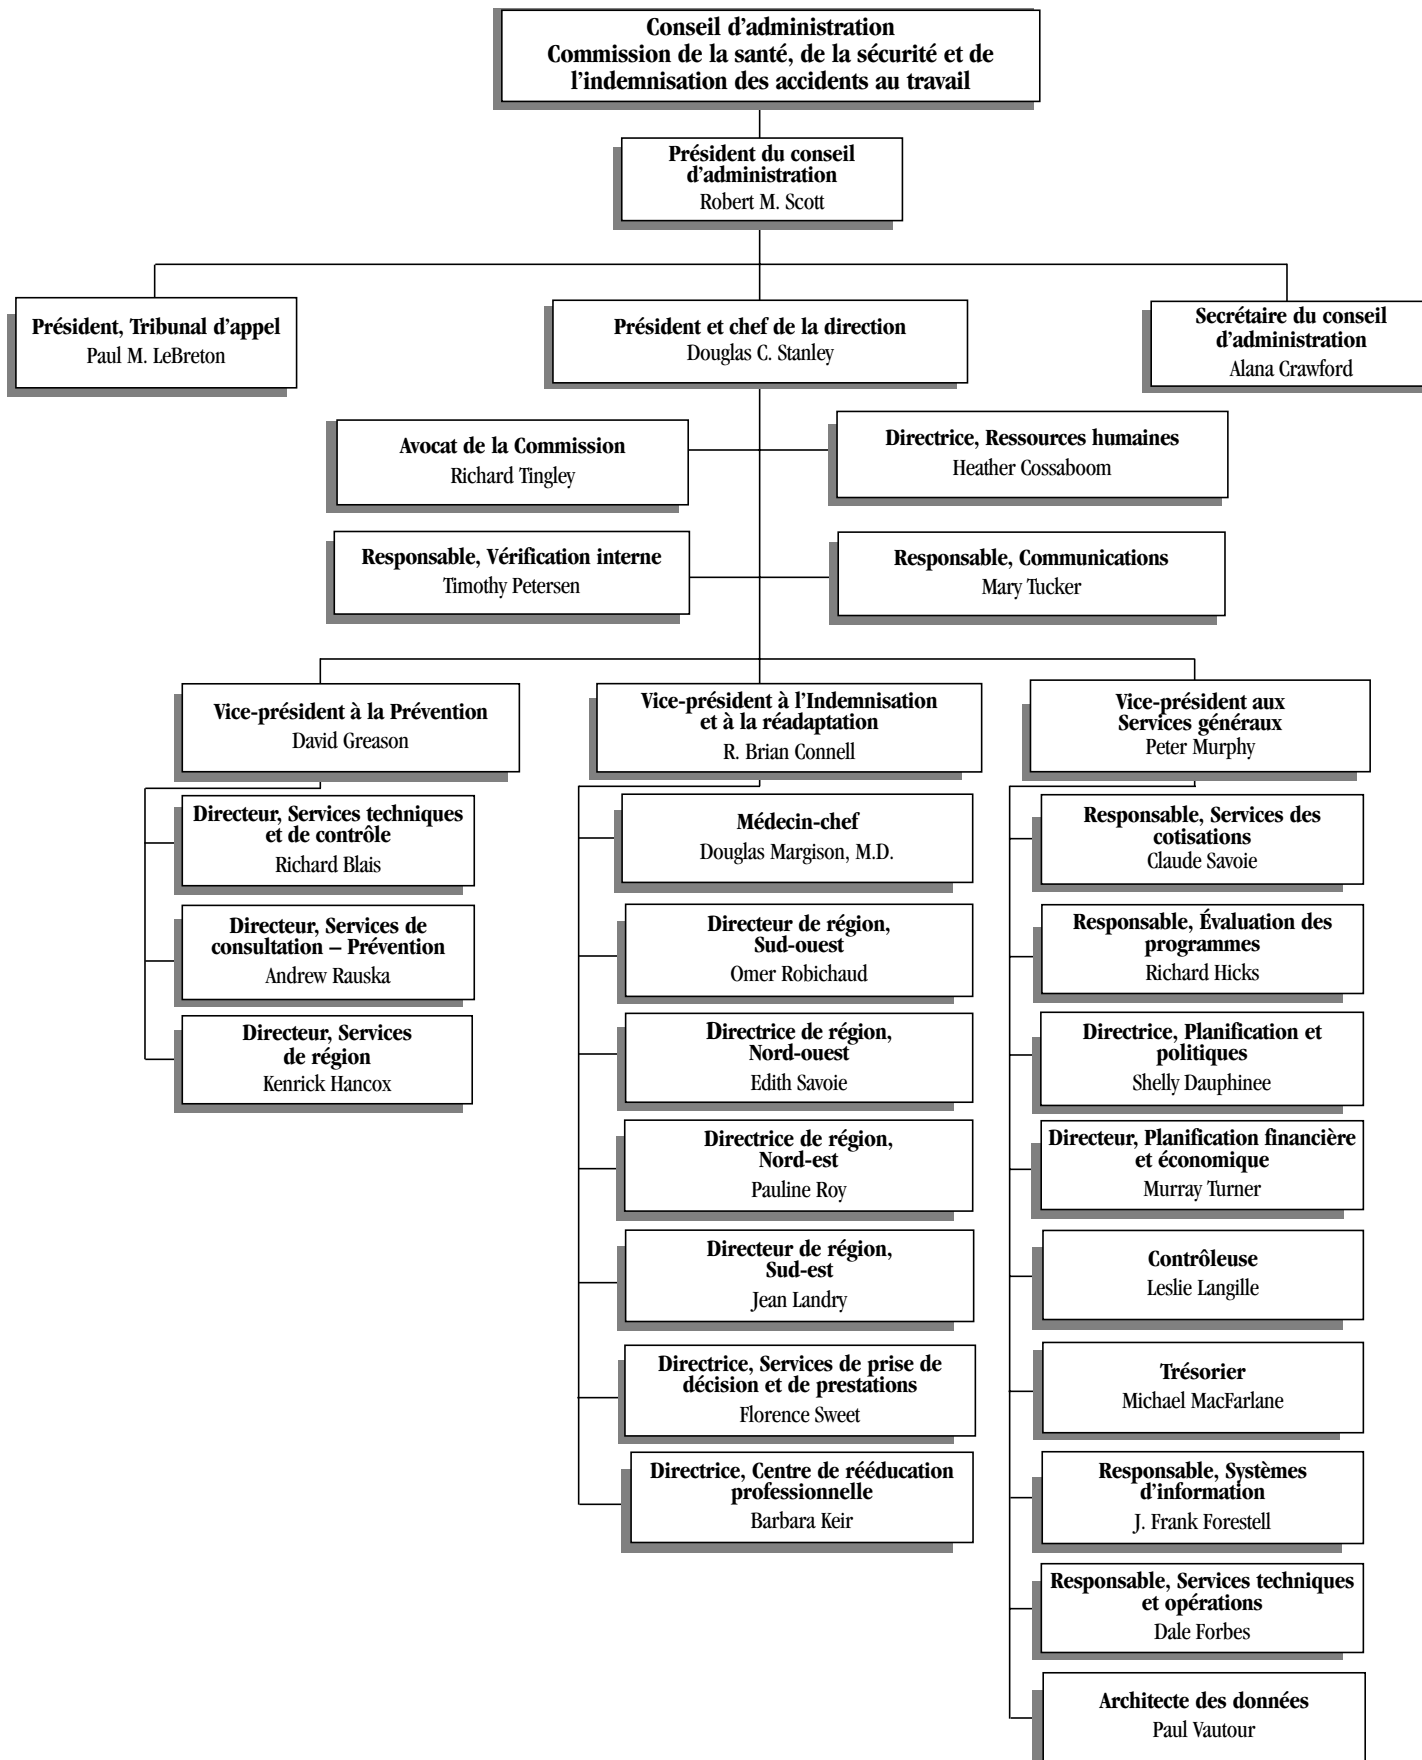 Conseil d'administration
Commission de la santé, de la sécurité et de
l'indemnisation des accidents au travail
Président du conseil
d'administration
Robert M. Scott
Président, Tribunal d'appel
Paul M. LeBreton
Président et chef de la direction
Douglas C. Stanley
Secrétaire du conseil
d'administration
Alana Crawford
Avocat de la Commission
Richard Tingley
Directrice, Ressources humaines
Heather Cossaboom
Responsable, Vérification interne
Timothy Petersen
Responsable, Communications
Mary Tucker
Vice-président à la Prévention
David Greason
Directeur, Services techniques
et de contrôle
Richard Blais
Directeur, Services de
consultation – Prévention
Andrew Rauska
Directeur, Services
de région
Kenrick Hancox
Vice-président à l'Indemnisation
et à la réadaptation
R. Brian Connell
Médecin-chef
Douglas Margison, M.D.
Directeur de région,
Sud-ouest
Omer Robichaud
Directrice de région,
Nord-ouest
Edith Savoie
Directrice de région,
Nord-est
Pauline Roy
Directeur de région,
Sud-est
Jean Landry
Directrice, Services de prise de
décision et de prestations
Florence Sweet
Directrice, Centre de rééducation
professionnelle
Barbara Keir
Vice-président aux
Services généraux
Peter Murphy
Responsable, Services des
cotisations
Claude Savoie
Responsable, Évaluation des
programmes
Richard Hicks
Directrice, Planification et
politiques
Shelly Dauphinee
Directeur, Planification financière
et économique
Murray Turner
Contrôleuse
Leslie Langille
Trésorier
Michael MacFarlane
Responsable, Systèmes
d'information
J. Frank Forestell
Responsable, Services techniques
et opérations
Dale Forbes
Architecte des données
Paul Vautour